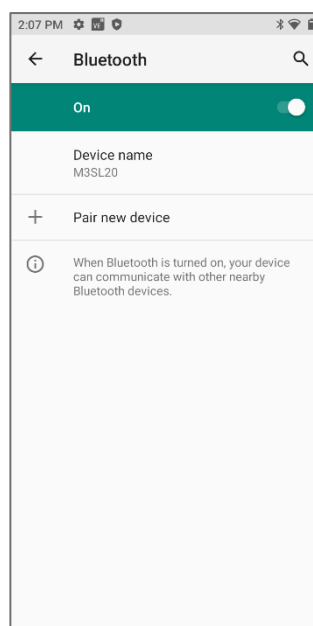 2:07 PM
Bluetooth
On
Device name
M3SL20
Pair new device
When Bluetooth is turned on, your device
can communicate with other nearby
Bluetooth devices.